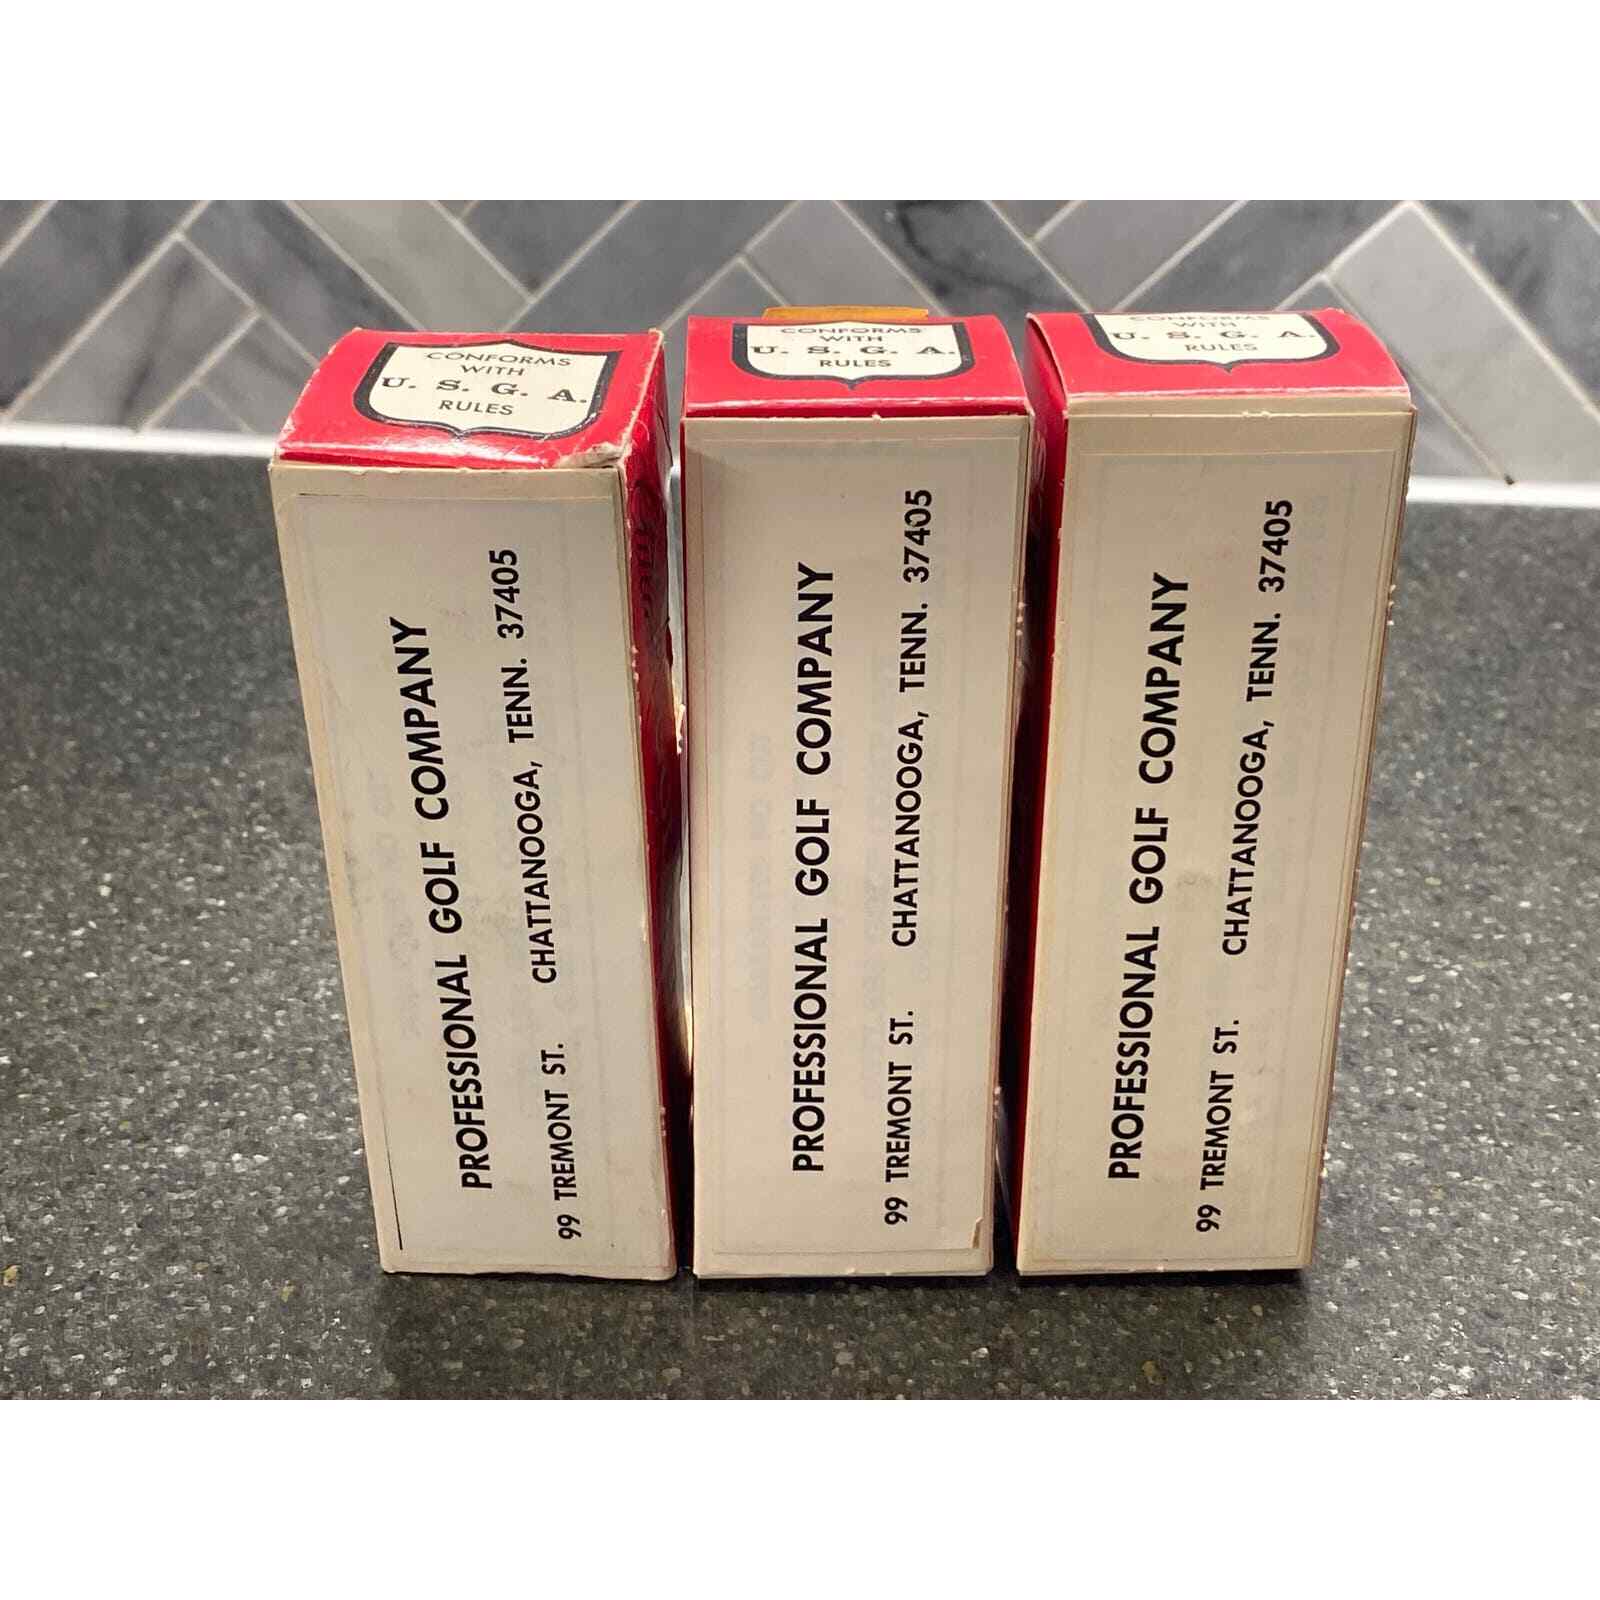 CONFORMS
WITH
U. S. G. A.
RULES
PROFESSIONAL GOLF COMPANY
99 TREMONT ST. CHATTANOOGA, TENN. 37405
CONFORMS
WITH
U. S. G. A.
RULES
PROFESSIONAL GOLF COMPANY
99 TREMONT ST. CHATTANOOGA, TENN. 37405
CONFORMS
WITH
U. S. G. A.
RULES
PROFESSIONAL GOLF COMPANY
99 TREMONT ST. CHATTANOOGA, TENN. 37405